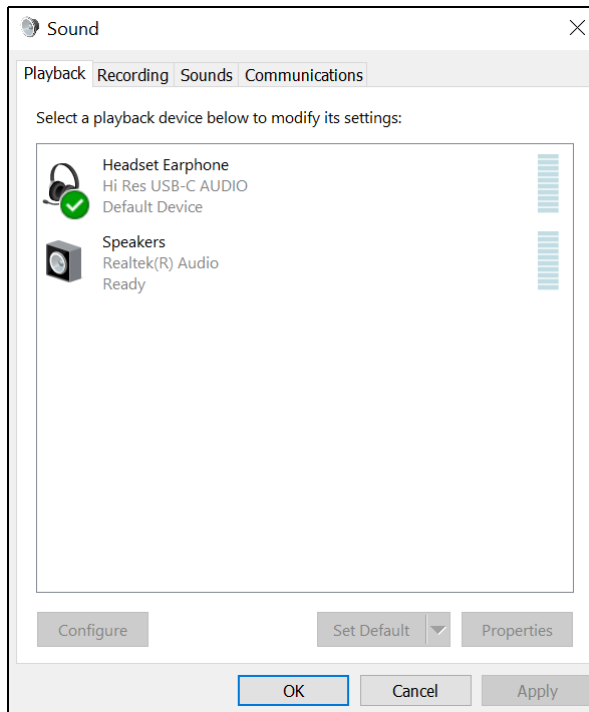 Sound
Playback Recording Sounds Communications
Select a playback device below to modify its settings:
Headset Earphone
Hi Res USB-C AUDIO
Default Device
Speakers
Realtek(R) Audio
Ready
Configure Set Default Properties
OK Cancel Apply